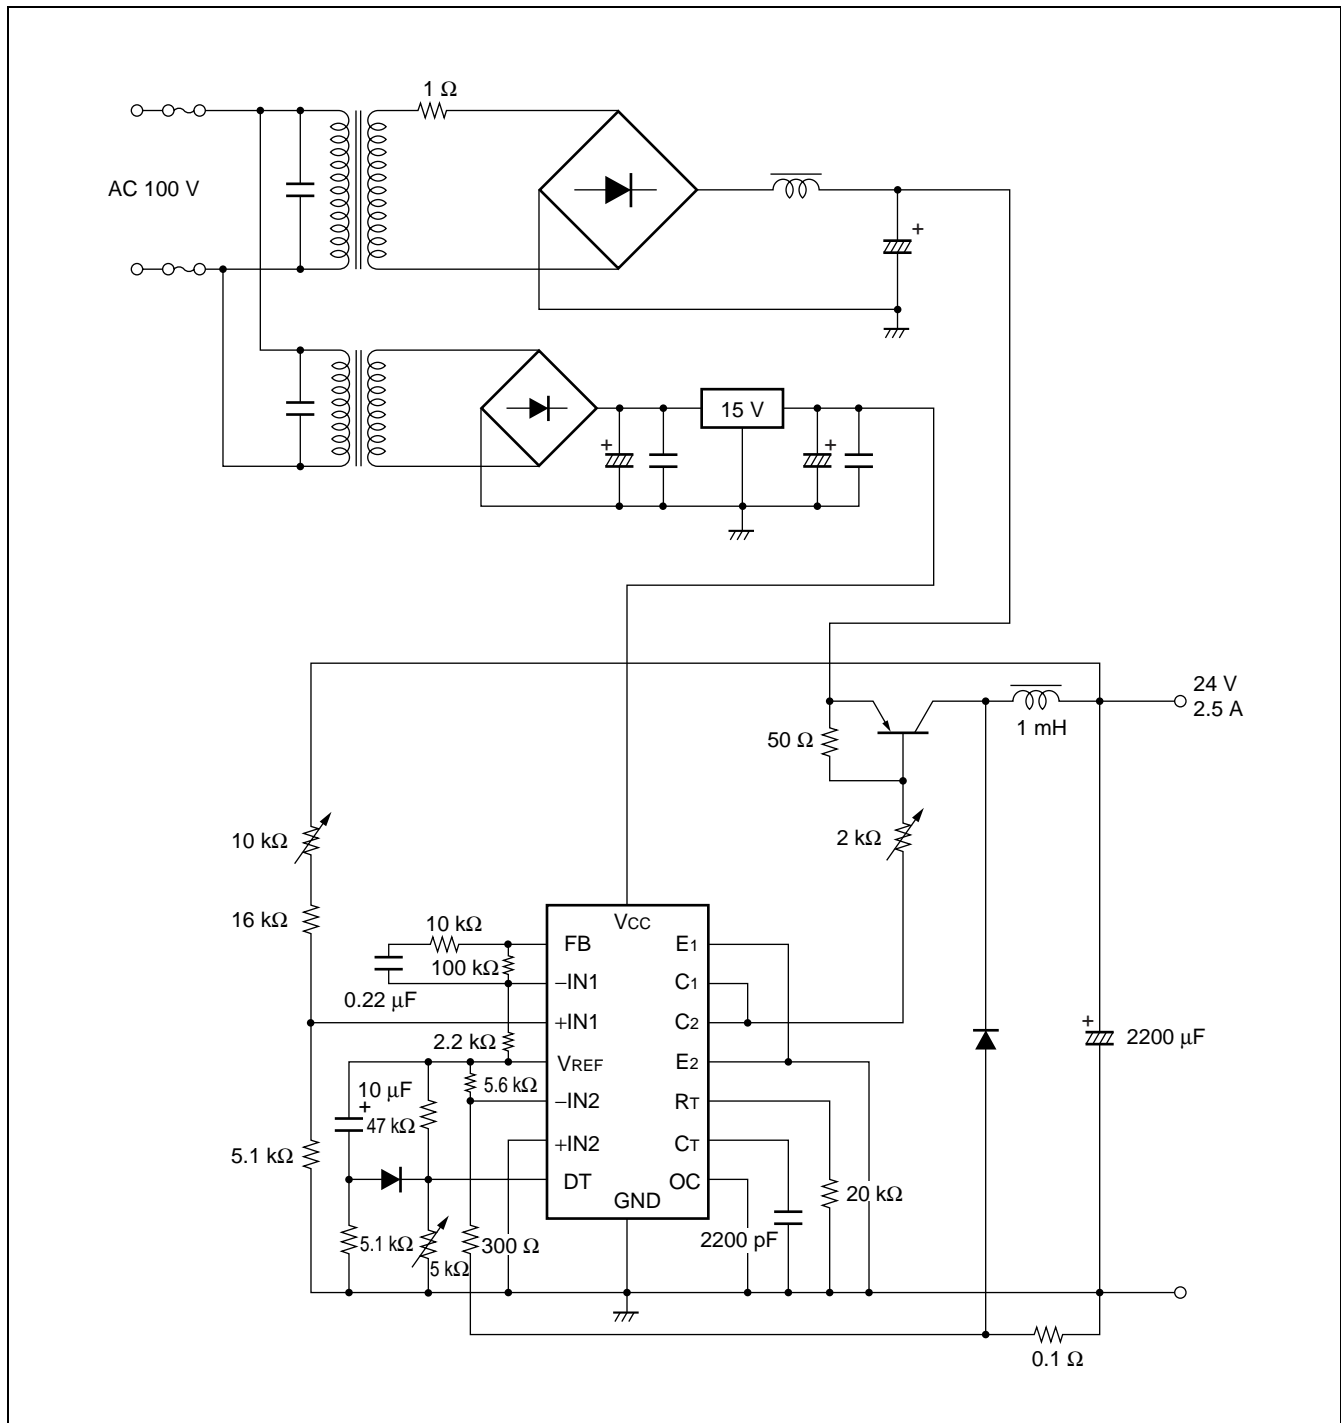 1 Ω
AC 100 V
+
+
15 V
+
24 V
2.5 A
1 mH
50 Ω
10 kΩ
2 kΩ
16 kΩ
VCC
10 kΩ
FB
E1
100 kΩ
−IN1
C1
0.22 µF
+IN1
C2
2.2 kΩ
VREF
E2
+
2200 µF
10 µF
+
5.6 kΩ
−IN2
RT
47 kΩ
+IN2
CT
5.1 kΩ
DT
OC
20 kΩ
GND
5.1 kΩ
5 kΩ
300 Ω
2200 pF
0.1 Ω